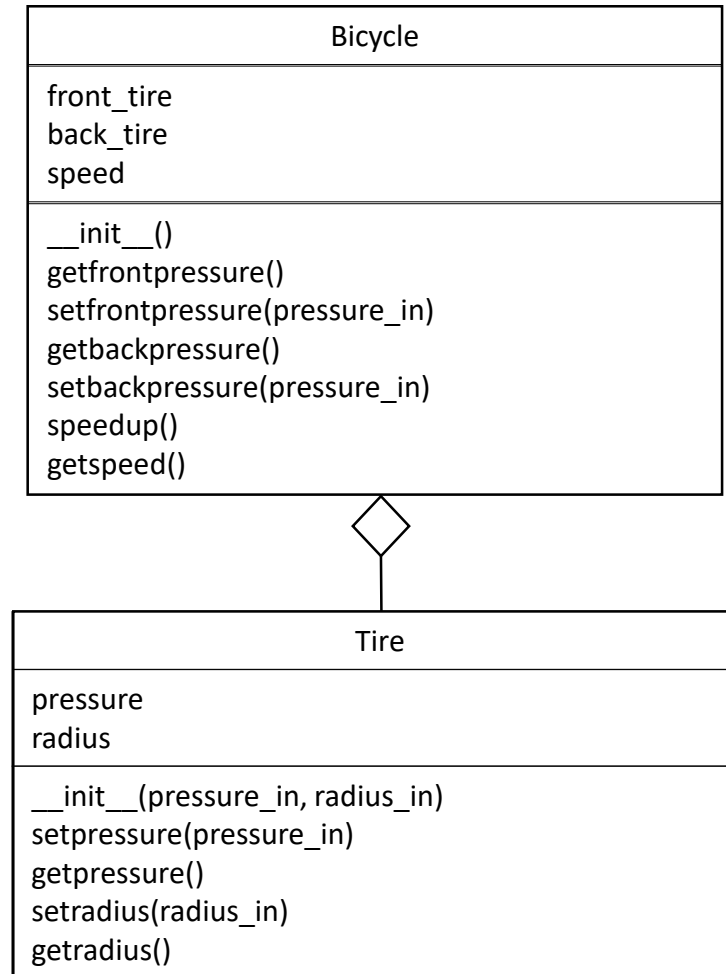 Bicycle
front_tire
back_tire
speed
__init__()
getfrontpressure()
setfrontpressure(pressure_in)
getbackpressure()
setbackpressure(pressure_in)
speedup()
getspeed()
Tire
pressure
radius
__init__(pressure_in, radius_in)
setpressure(pressure_in)
getpressure()
setradius(radius_in)
getradius()